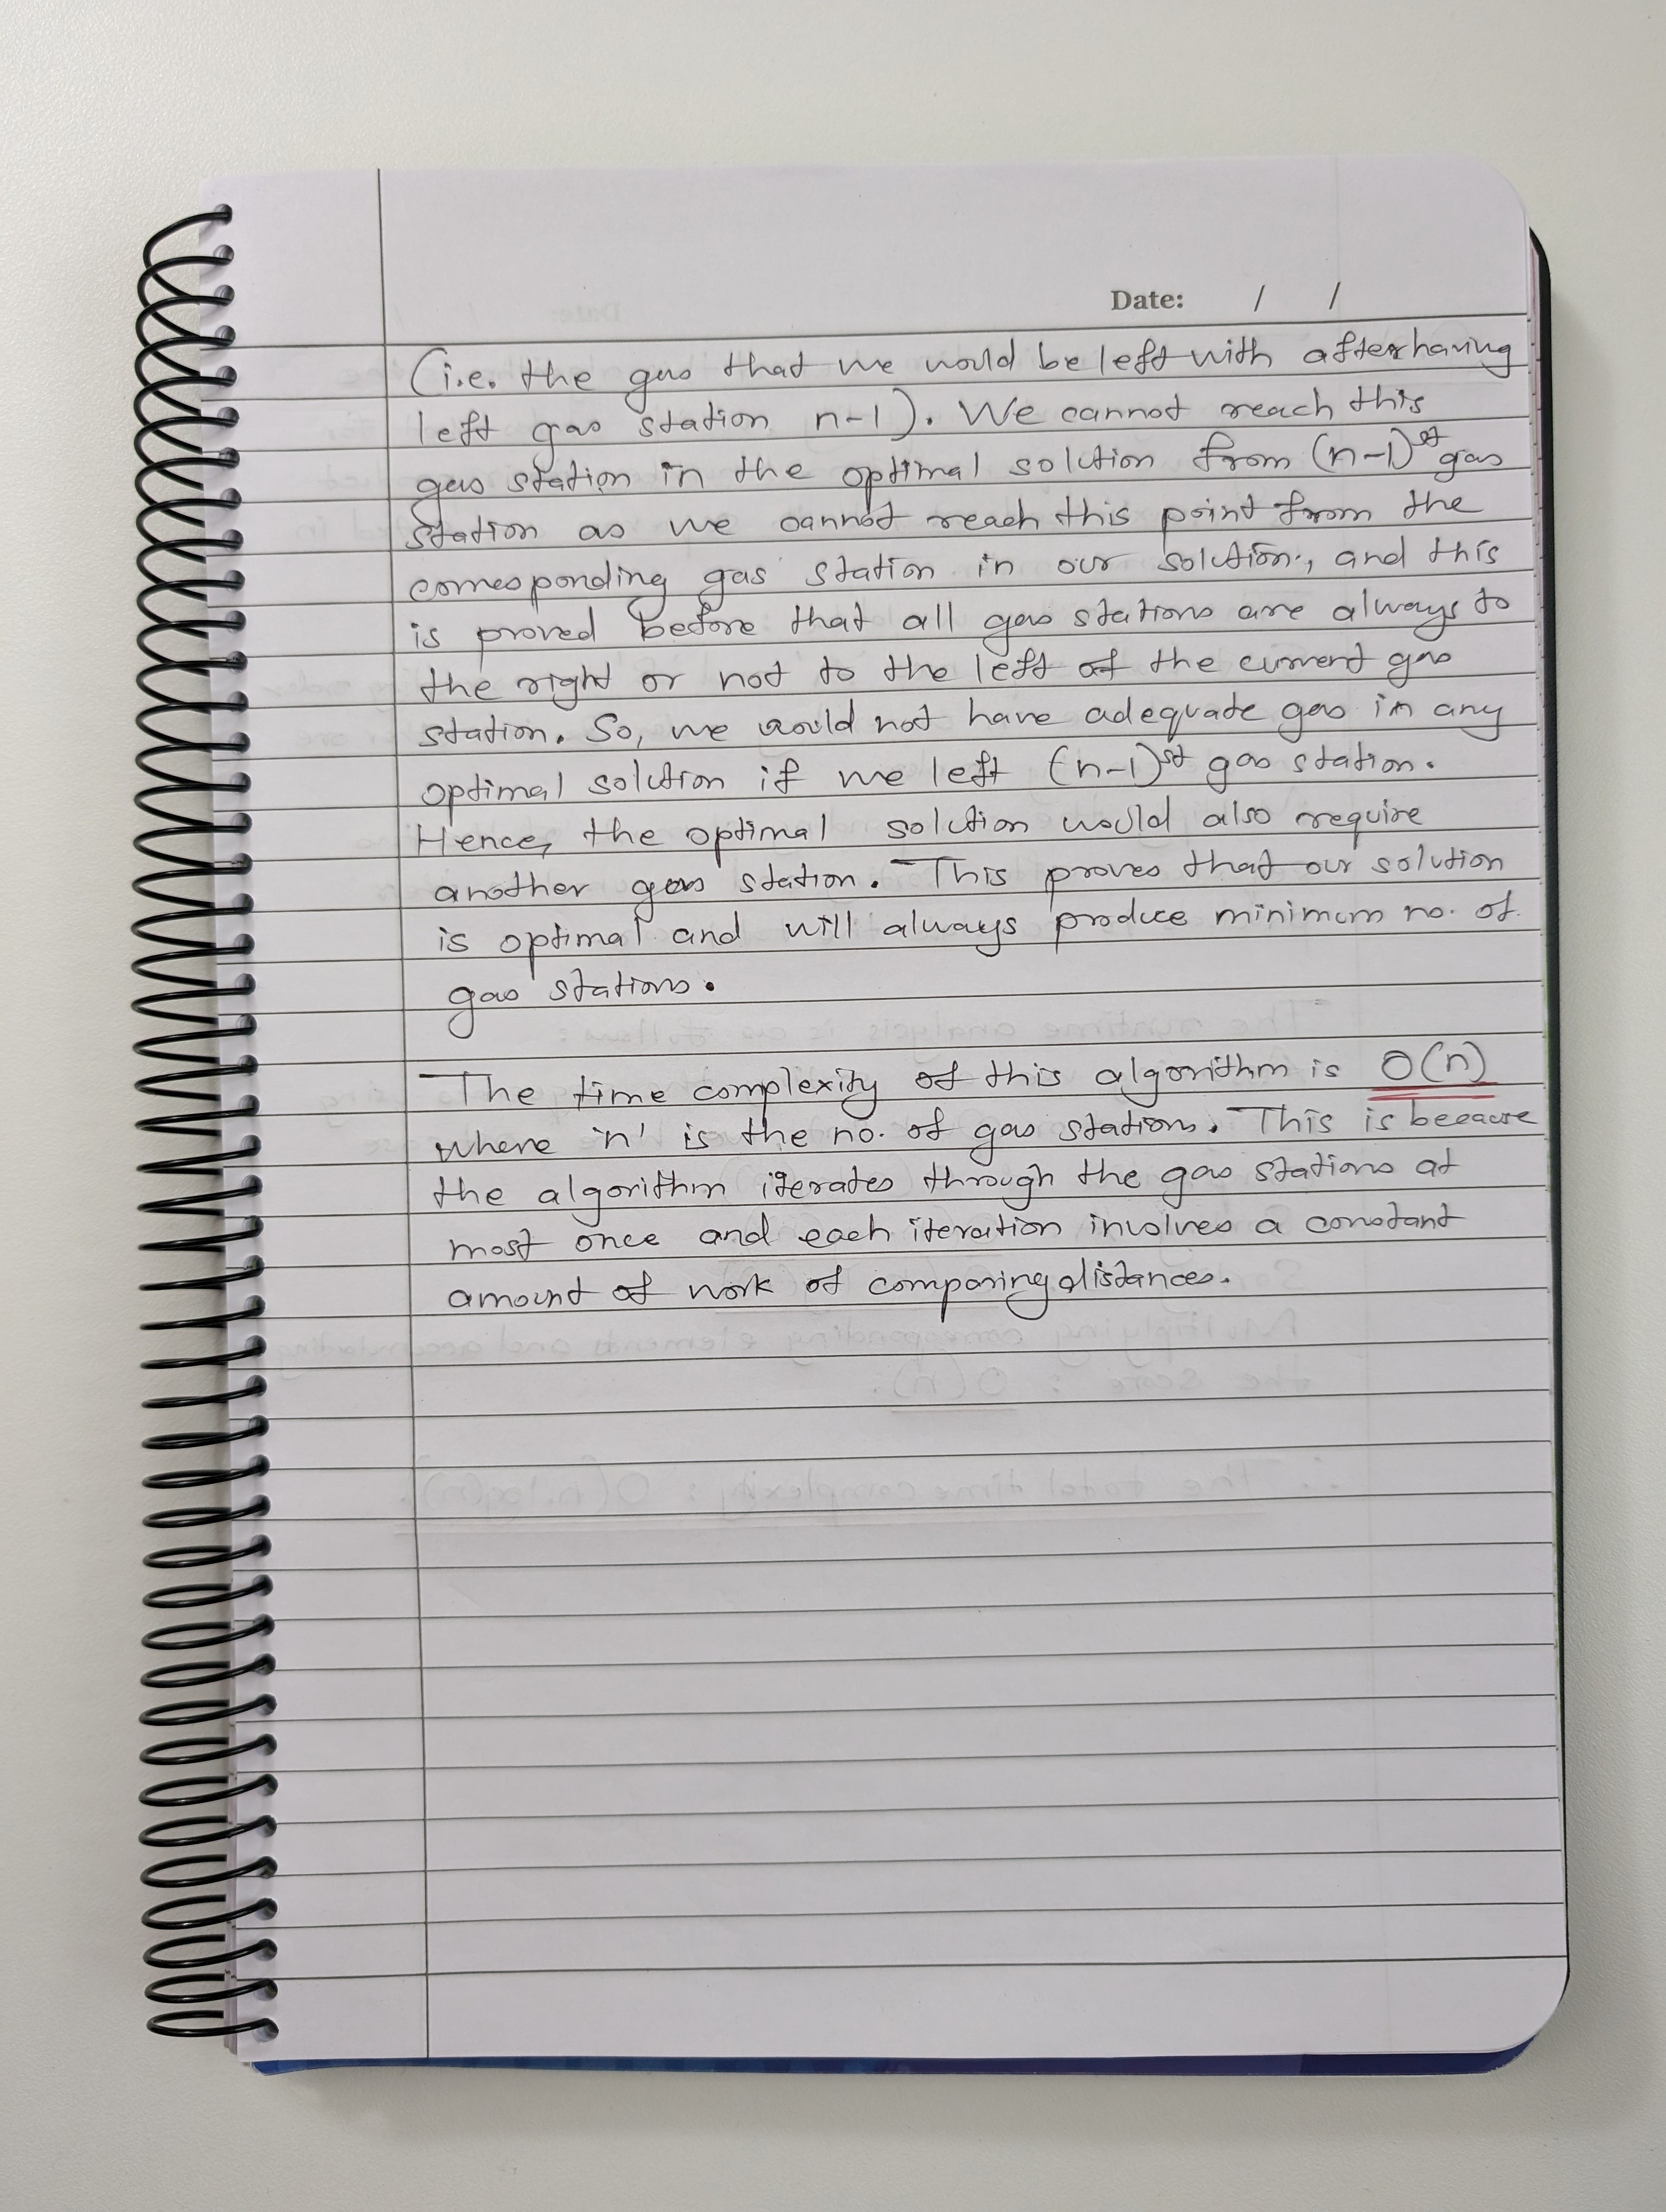 Date: / /
(i.e. the gas that we would be left with after having
left gas station n-1). We cannot reach this
gas station in the optimal solution from (n-1)st gas
station as we cannot reach this point from the
corresponding gas station in our solution, and this
is proved before that all gas stations are always to
the right or not to the left of the current gas
station. So, we would not have adequate gas in any
optimal solution if we left (n-1)st gas station.
Hence, the optimal solution would also require
another gas station. This proves that our solution
is optimal and will always produce minimum no. of
gas stations.
The time complexity of this algorithm is O(n)
where 'n' is the no. of gas stations. This is because
the algorithm iterates through the gas stations at
most once and each iteration involves a constant
amount of work of comparing distances.